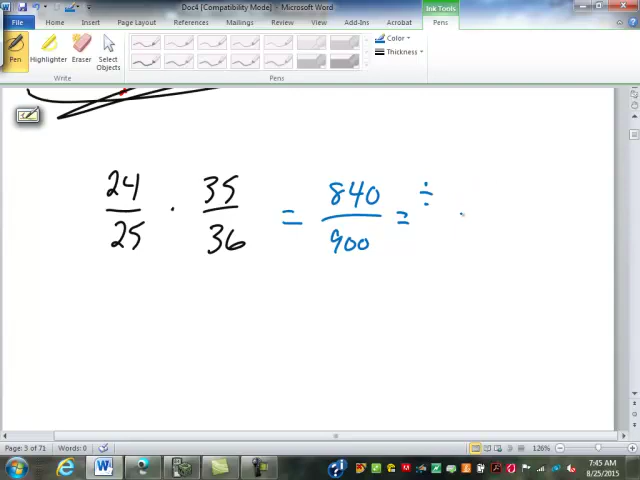 Doc4 [Compatibility Mode] - Microsoft Word
Ink Tools
File Home Insert Page Layout References Mailings Review View Add-Ins Acrobat Pens
Pen Highlighter Eraser Select Objects
Color
Thickness
Write Pens
24/25 · 35/36 = 840/900 = ÷
Page: 3 of 71 Words: 0 126%
7:45 AM
8/25/2015